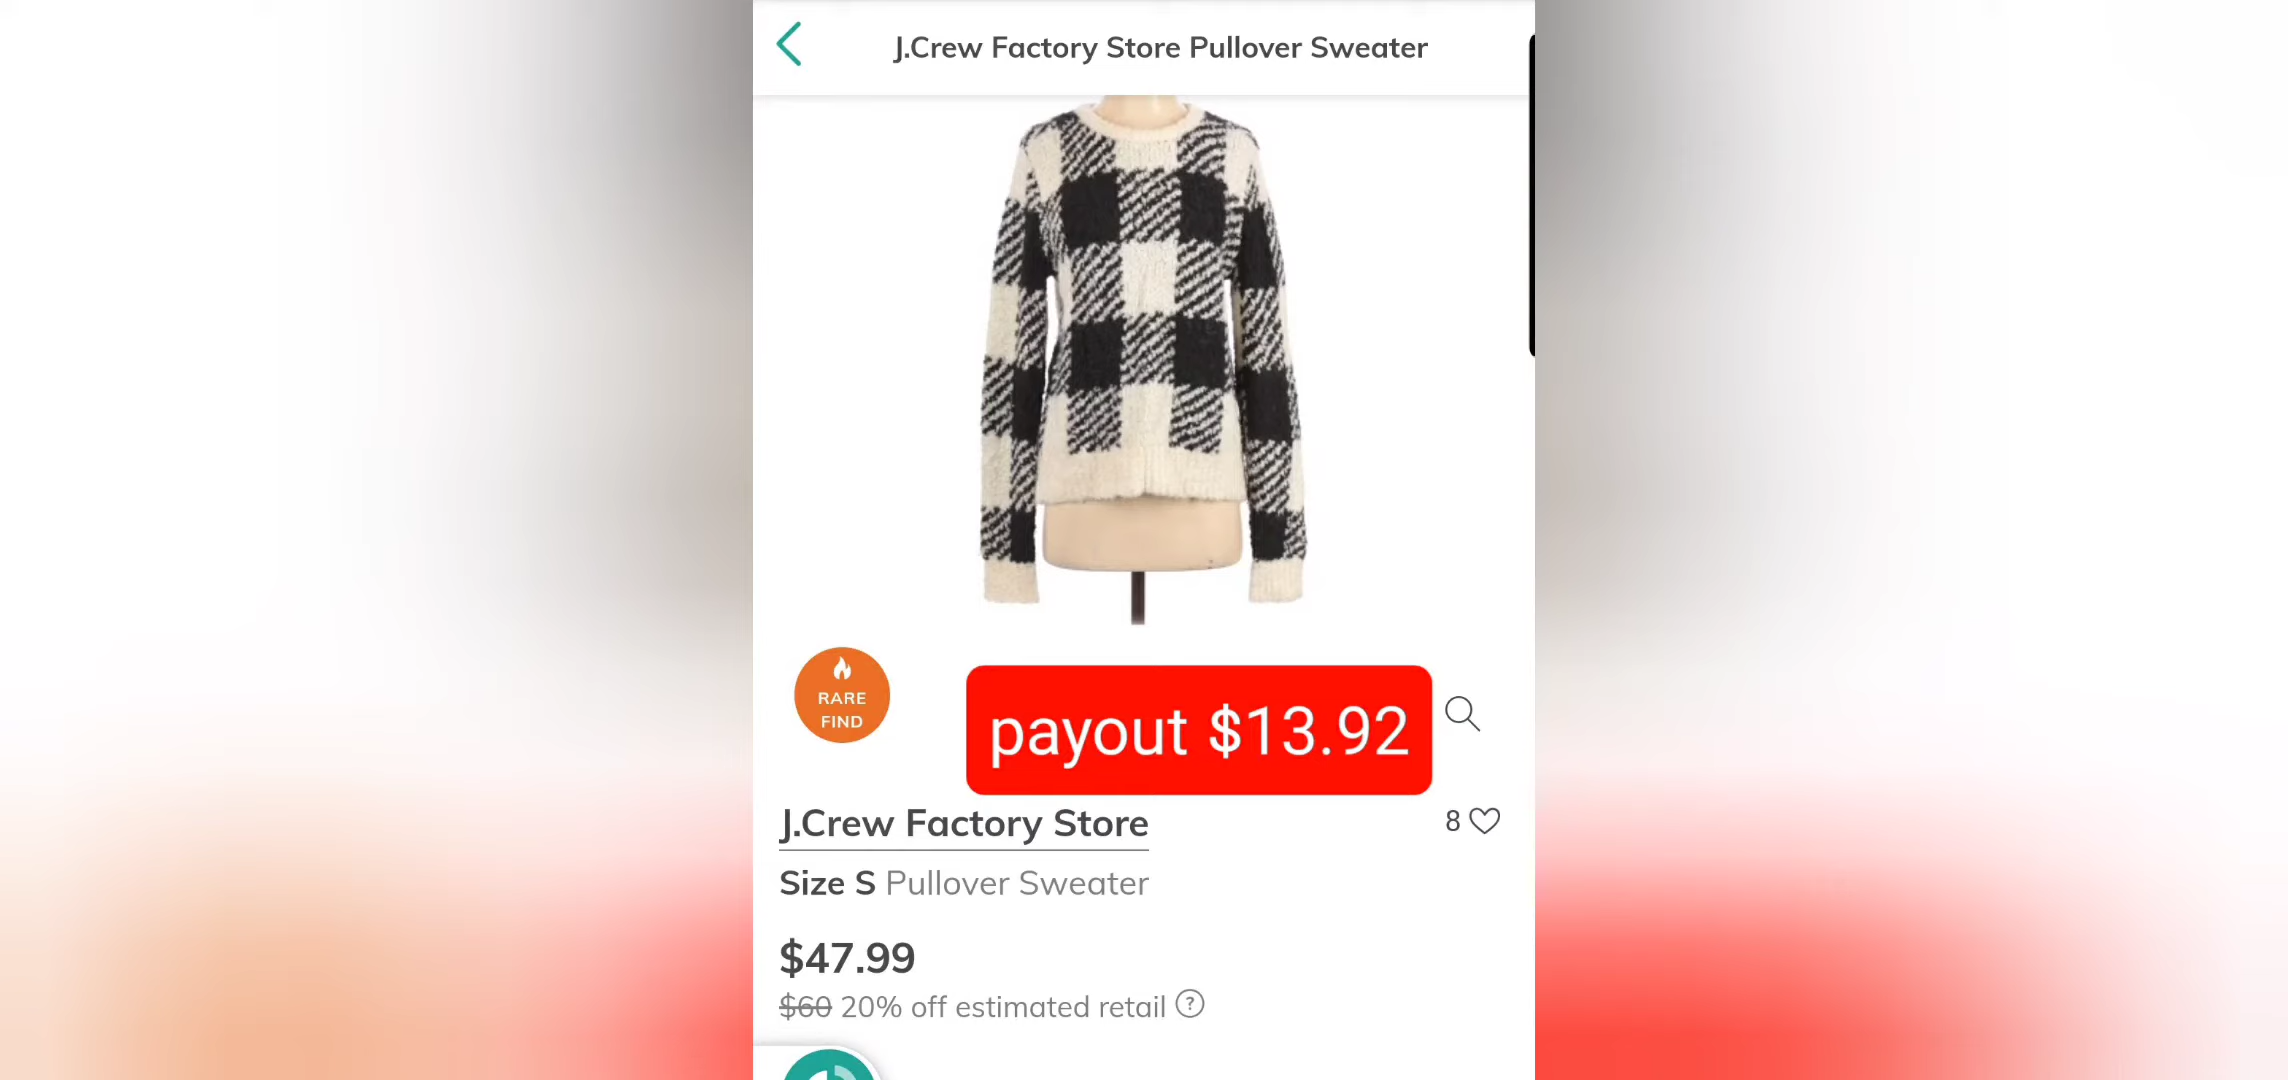 J.Crew Factory Store Pullover Sweater
RARE
FIND
payout $13.92
J.Crew Factory Store
8
Size S Pullover Sweater
$47.99
$60 20% off estimated retail ?